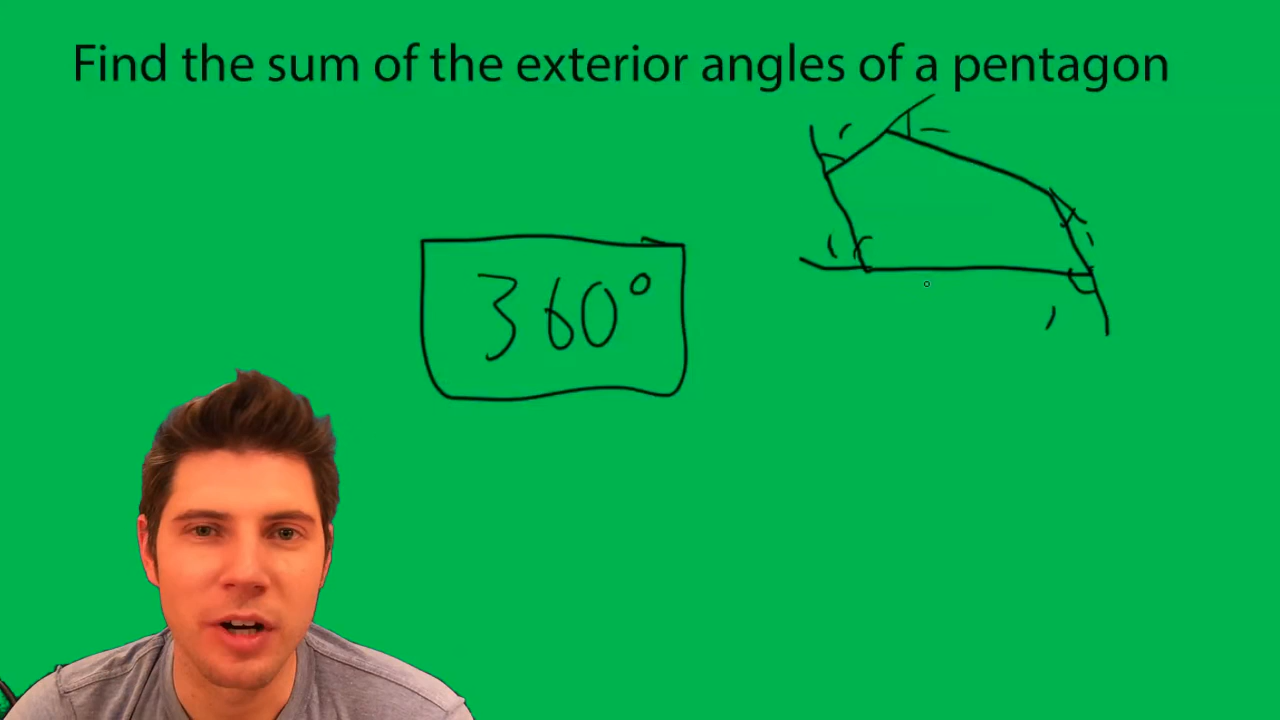 Find the sum of the exterior angles of a pentagon
360°